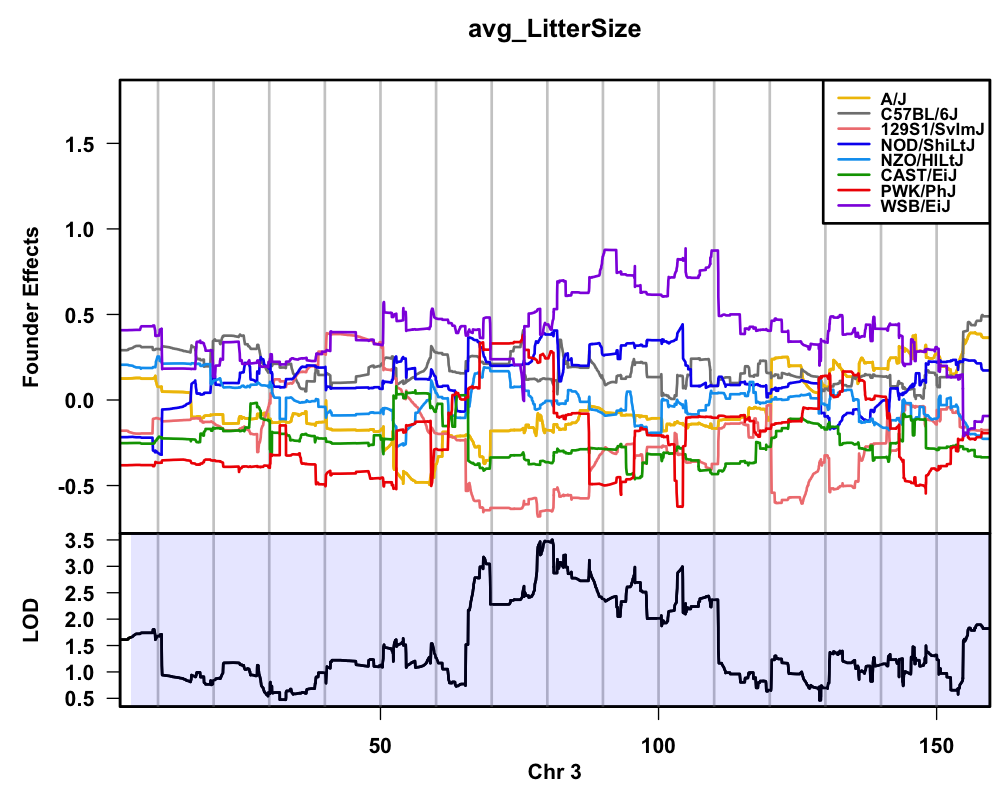 avg_LitterSize
A/J
C57BL/6J
129S1/SvImJ
NOD/ShiLtJ
NZO/HlLtJ
CAST/EiJ
PWK/PhJ
WSB/EiJ
Founder Effects
1.5
1.0
0.5
0.0
-0.5
LOD
3.5
3.0
2.5
2.0
1.5
1.0
0.5
50
100
150
Chr 3